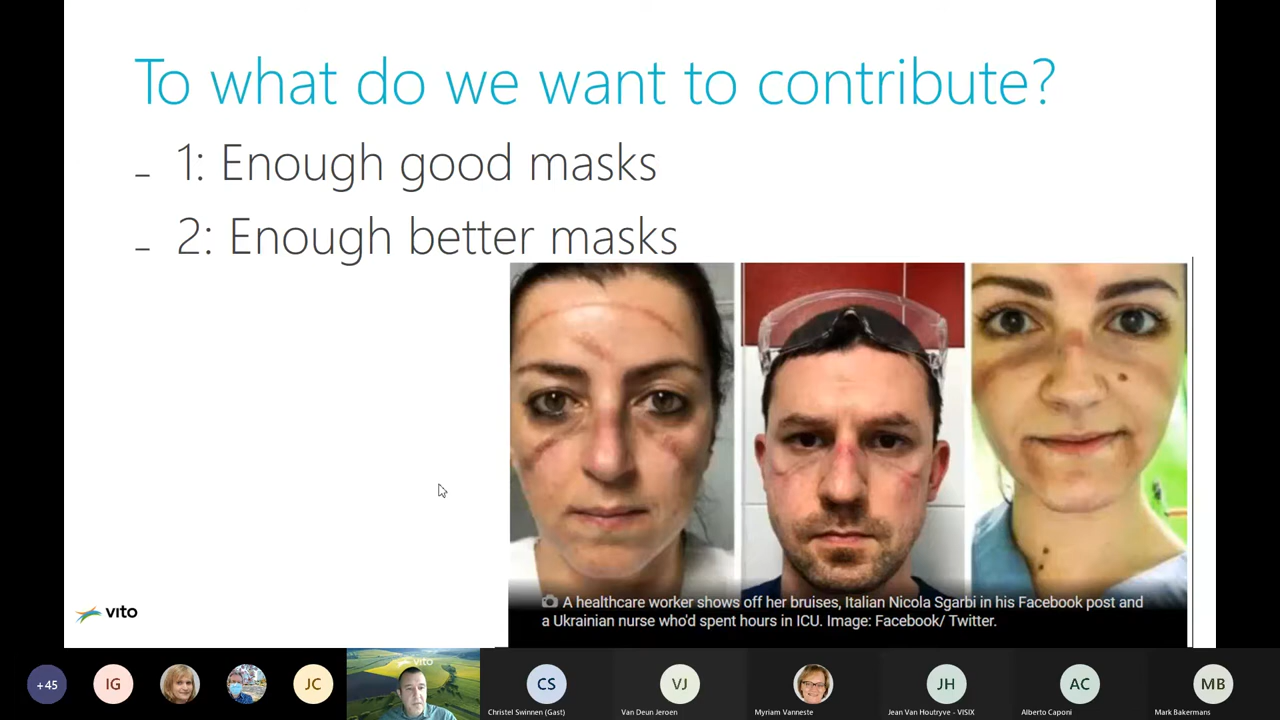 To what do we want to contribute?
- 1: Enough good masks
- 2: Enough better masks
A healthcare worker shows off her bruises, Italian Nicola Sgarbi in his Facebook post and
a Ukrainian nurse who'd spent hours in ICU. Image: Facebook/ Twitter.
vito
+45
IG
JC
vito
CS
Christel Swinnen (Gast)
VJ
Van Deun Jeroen
Myriam Vanneste
JH
Jean Van Houtryve - VISIX
AC
Alberto Caponi
MB
Mark Bakermans